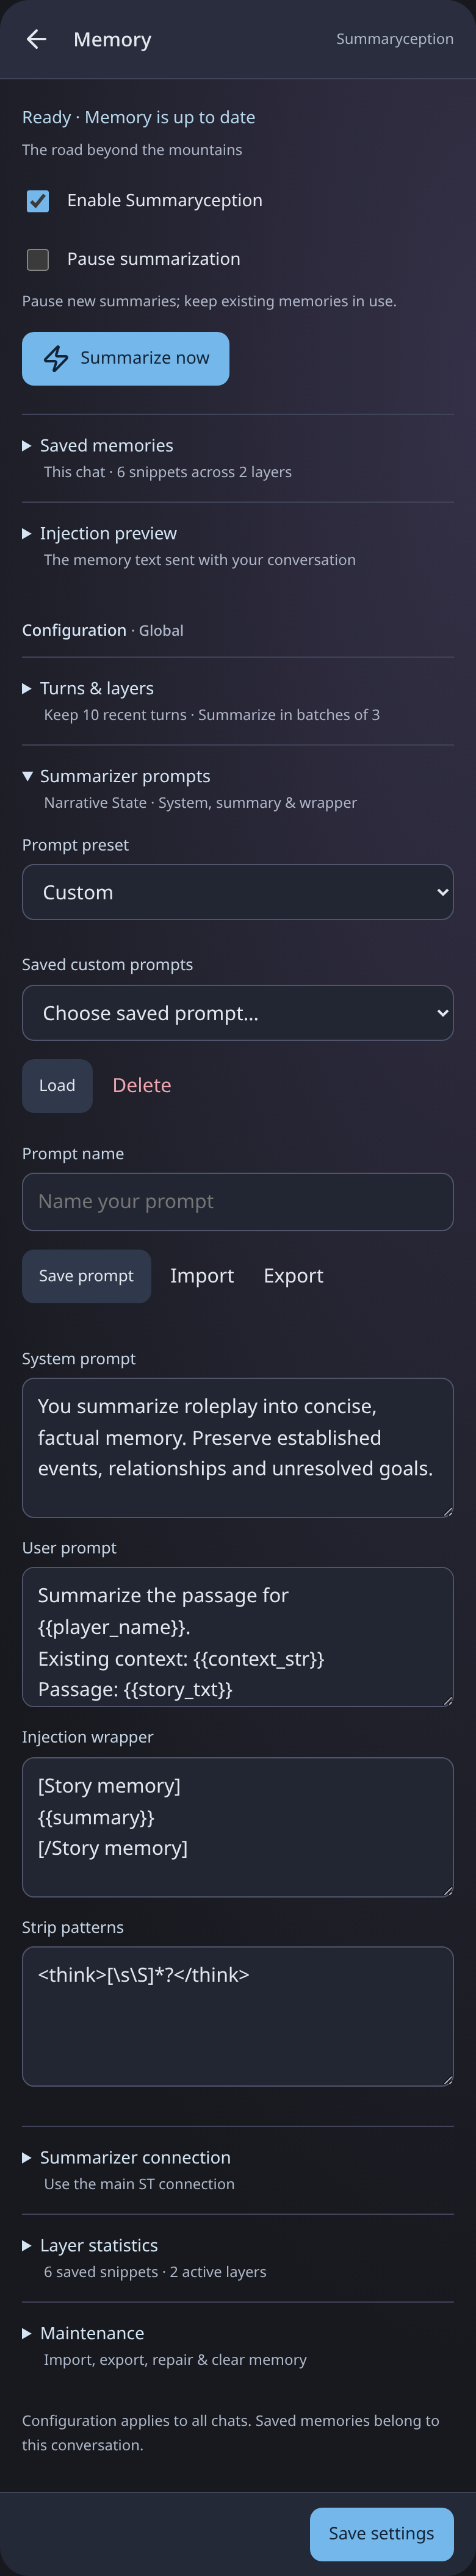 Memory
Summaryception
Ready · Memory is up to date
The road beyond the mountains
Enable Summaryception
Pause summarization
Pause new summaries; keep existing memories in use.
Summarize now
Saved memories
This chat · 6 snippets across 2 layers
Injection preview
The memory text sent with your conversation
Configuration · Global
Turns & layers
Keep 10 recent turns · Summarize in batches of 3
Summarizer prompts
Narrative State · System, summary & wrapper
Prompt preset
Custom
Saved custom prompts
Choose saved prompt...
Load
Delete
Prompt name
Name your prompt
Save prompt
Import
Export
System prompt
You summarize roleplay into concise,
factual memory. Preserve established
events, relationships and unresolved goals.
User prompt
Summarize the passage for
{{player_name}}.
Existing context: {{context_str}}
Passage: {{story_txt}}
Injection wrapper
[Story memory]
{{summary}}
[/Story memory]
Strip patterns
<think>[\s\S]*?</think>
Summarizer connection
Use the main ST connection
Layer statistics
6 saved snippets · 2 active layers
Maintenance
Import, export, repair & clear memory
Configuration applies to all chats. Saved memories belong to
this conversation.
Save settings